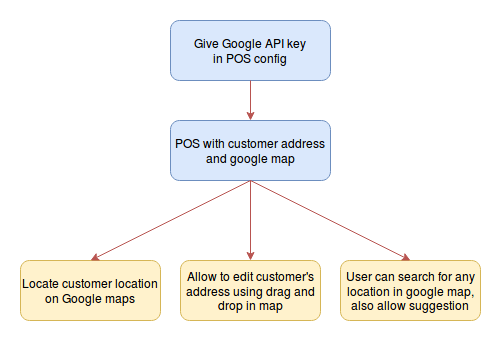 Give Google API key
in POS config
POS with customer address
and google map
Locate customer location
on Google maps
Allow to edit customer's
address using drag and
drop in map
User can search for any
location in google map,
also allow suggestion